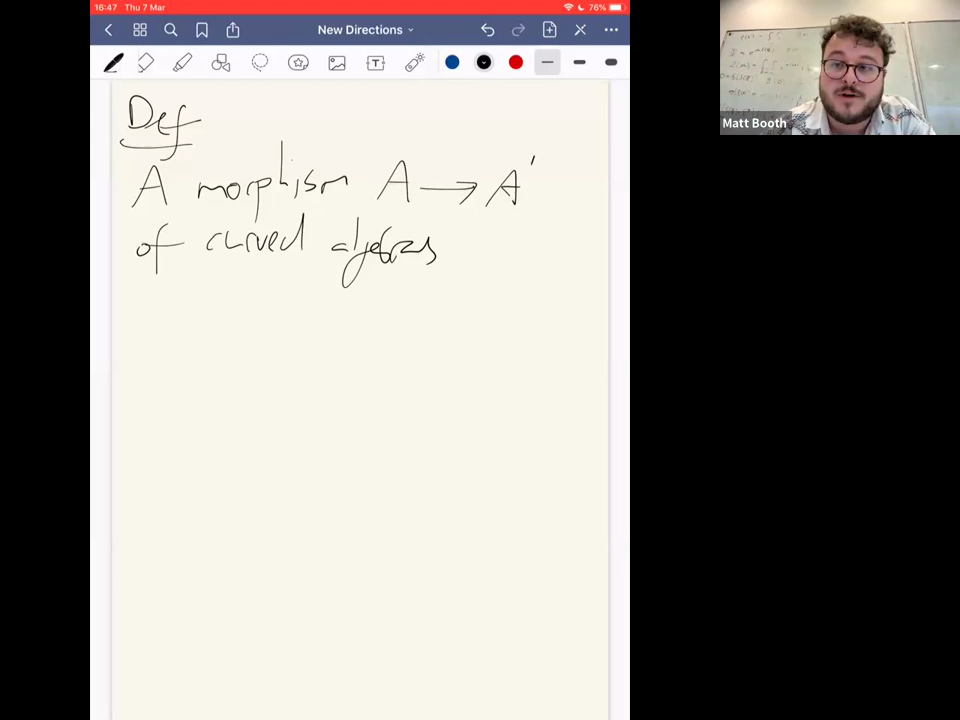 16:47 Thu 7 Mar
76%
New Directions
Def
A morphism A → A'
of curved algebras
Matt Booth